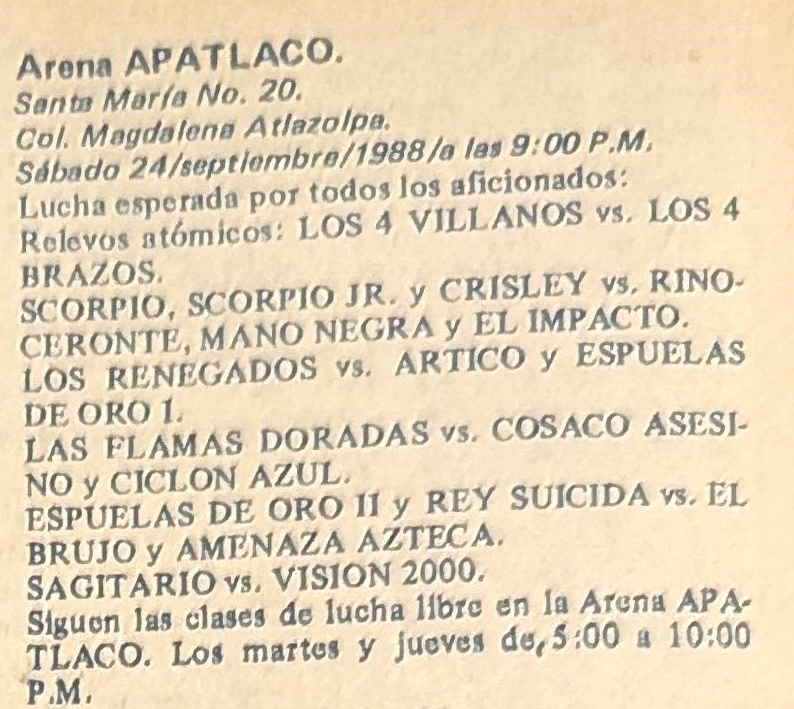 Arena APATLACO.
Santa María No. 20.
Col. Magdalena Atlazolpa.
Sábado 24/septiembre/1988/a las 9:00 P.M.
Lucha esperada por todos los aficionados:
Relevos atómicos: LOS 4 VILLANOS vs. LOS 4
BRAZOS.
SCORPIO, SCORPIO JR. y CRISLEY vs. RINO-
CERONTE, MANO NEGRA y EL IMPACTO.
LOS RENEGADOS vs. ARTICO y ESPUELAS
DE ORO I.
LAS FLAMAS DORADAS vs. COSACO ASESI-
NO y CICLON AZUL.
ESPUELAS DE ORO II y REY SUICIDA vs. EL
BRUJO y AMENAZA AZTECA.
SAGITARIO vs. VISION 2000.
Siguen las clases de lucha libre en la Arena APA-
TLACO. Los martes y jueves de, 5:00 a 10:00
P.M.